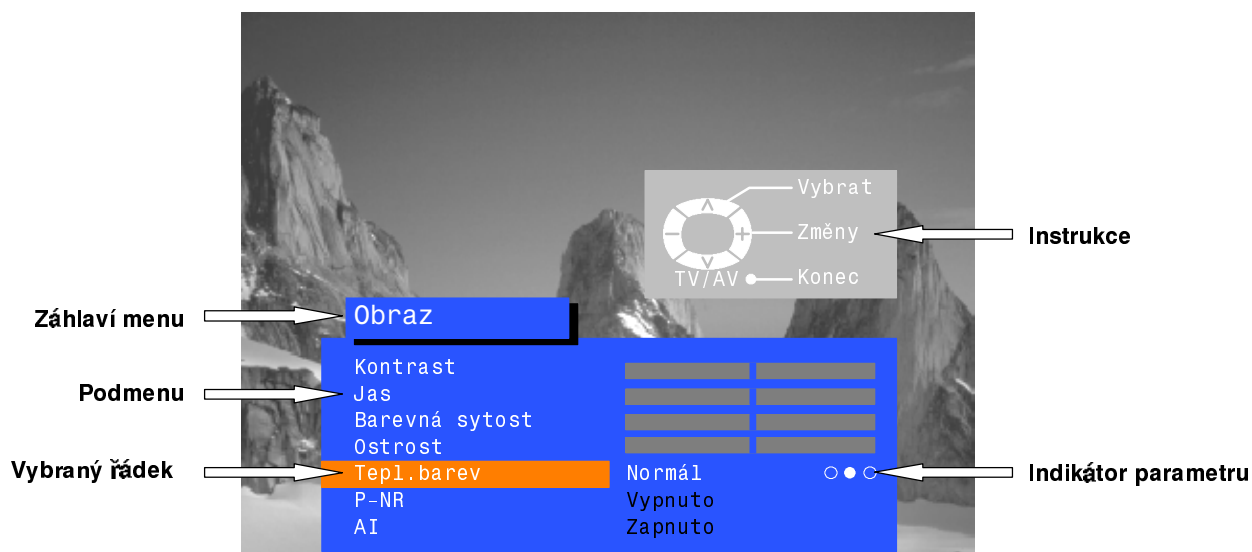 Vybrat
Změny
Instrukce
TV/AV
Konec
Záhlaví menu
Obraz
Kontrast
Podmenu
Jas
Barevná sytost
Ostrost
Vybraný řádek
Tepl.barev
Normál
Indikátor parametru
P-NR
Vypnuto
AI
Zapnuto